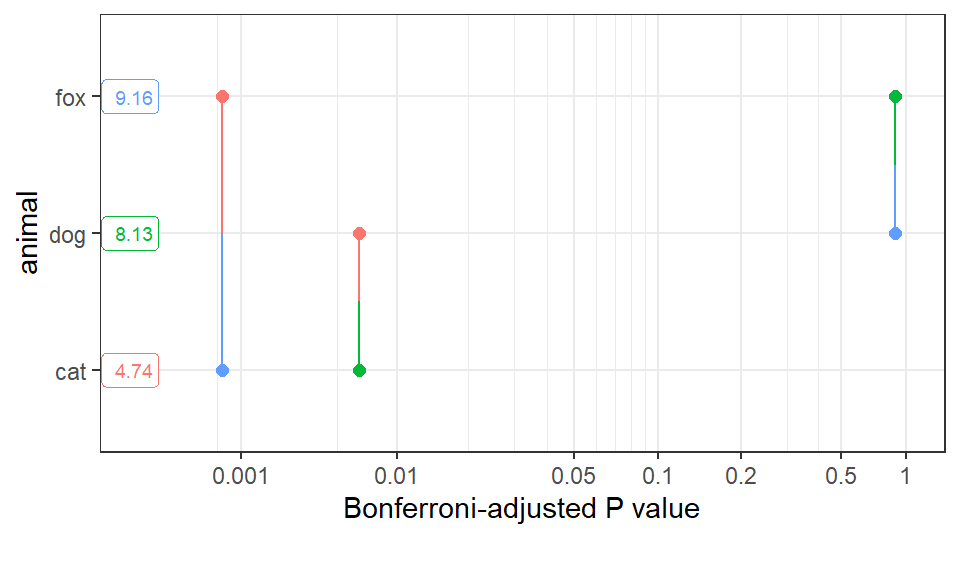 fox 9.16
dog 8.13
cat 4.74
animal
0.001 0.01 0.05 0.1 0.2 0.5 1
Bonferroni-adjusted P value